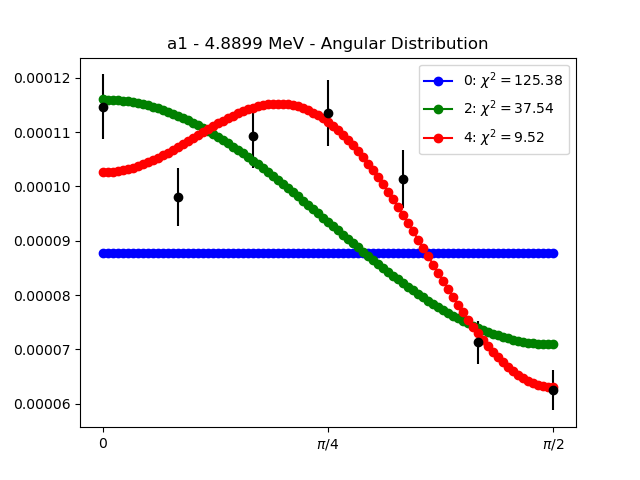 a1 - 4.8899 MeV - Angular Distribution
0: χ² = 125.38
2: χ² = 37.54
4: χ² = 9.52
0.00012
0.00011
0.00010
0.00009
0.00008
0.00007
0.00006
0
π/4
π/2